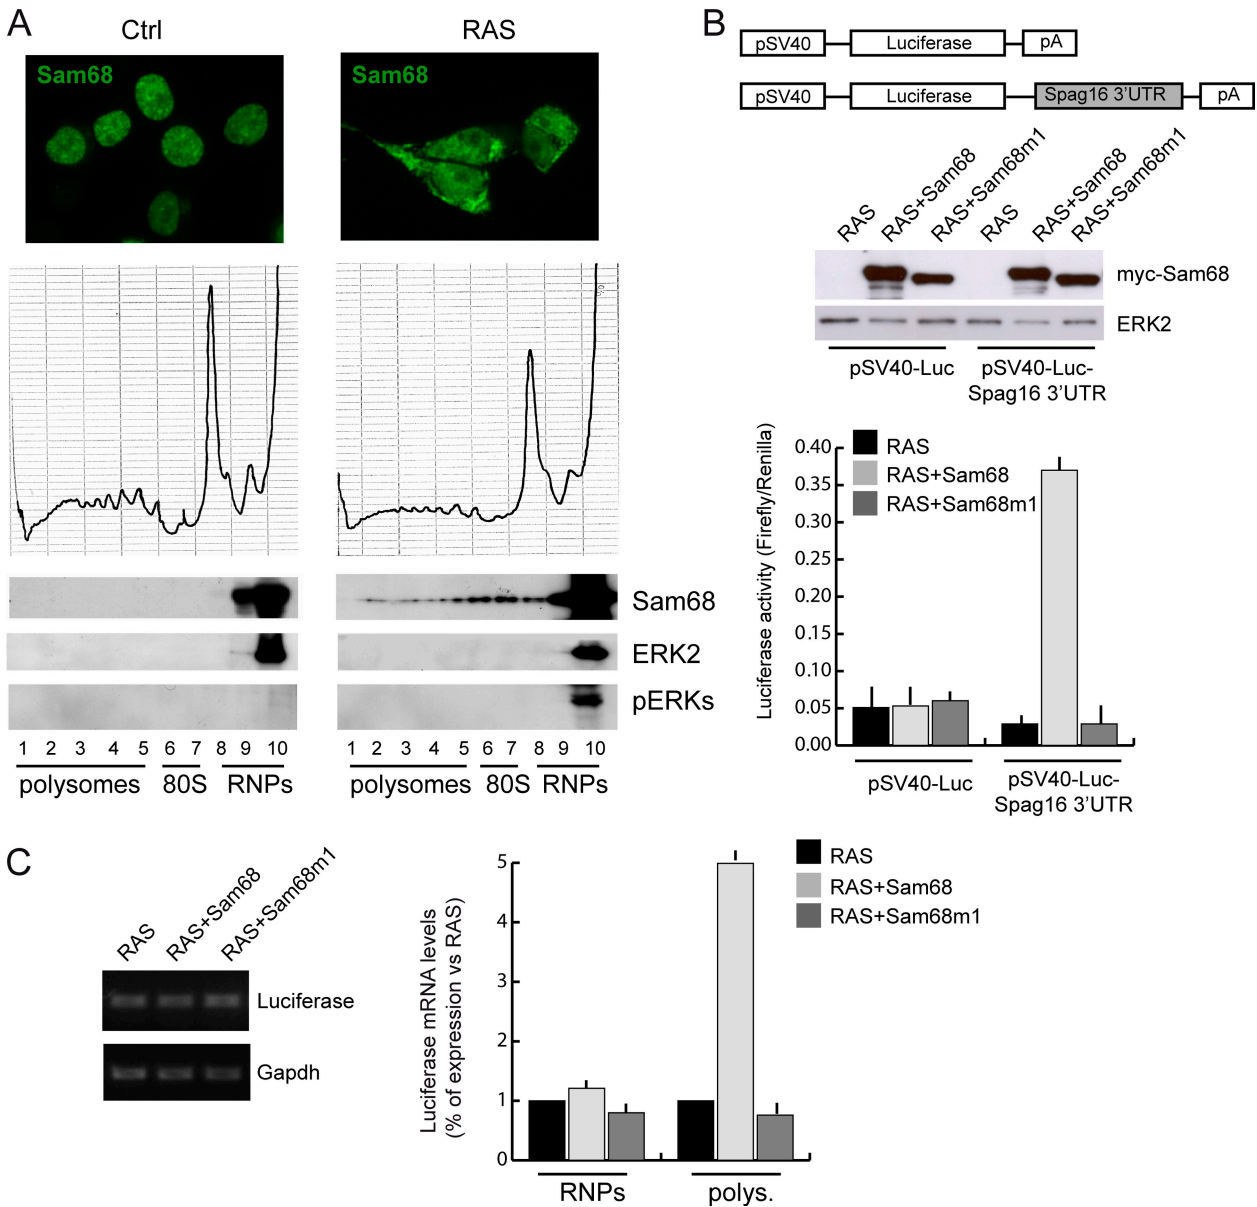 A
Ctrl
RAS
Sam68
Sam68
Sam68
ERK2
pERKs
1 2 3 4 5 6 7 8 9 10
1 2 3 4 5 6 7 8 9 10
polysomes 80S RNPs
polysomes 80S RNPs
B
pSV40 Luciferase pA
pSV40 Luciferase Spag16 3'UTR pA
RAS
RAS+Sam68
RAS+Sam68m1
RAS
RAS+Sam68
RAS+Sam68m1
myc-Sam68
ERK2
pSV40-Luc
pSV40-Luc-
Spag16 3'UTR
Luciferase activity (Firefly/Renilla)
RAS
RAS+Sam68
RAS+Sam68m1
0.40
0.35
0.30
0.25
0.20
0.15
0.10
0.05
0.00
pSV40-Luc
pSV40-Luc-
Spag16 3'UTR
C
RAS
RAS+Sam68
RAS+Sam68m1
Luciferase
Gapdh
Luciferase mRNA levels
(% of expression vs RAS)
5
4
3
2
1
0
RNPs
polys.
RAS
RAS+Sam68
RAS+Sam68m1